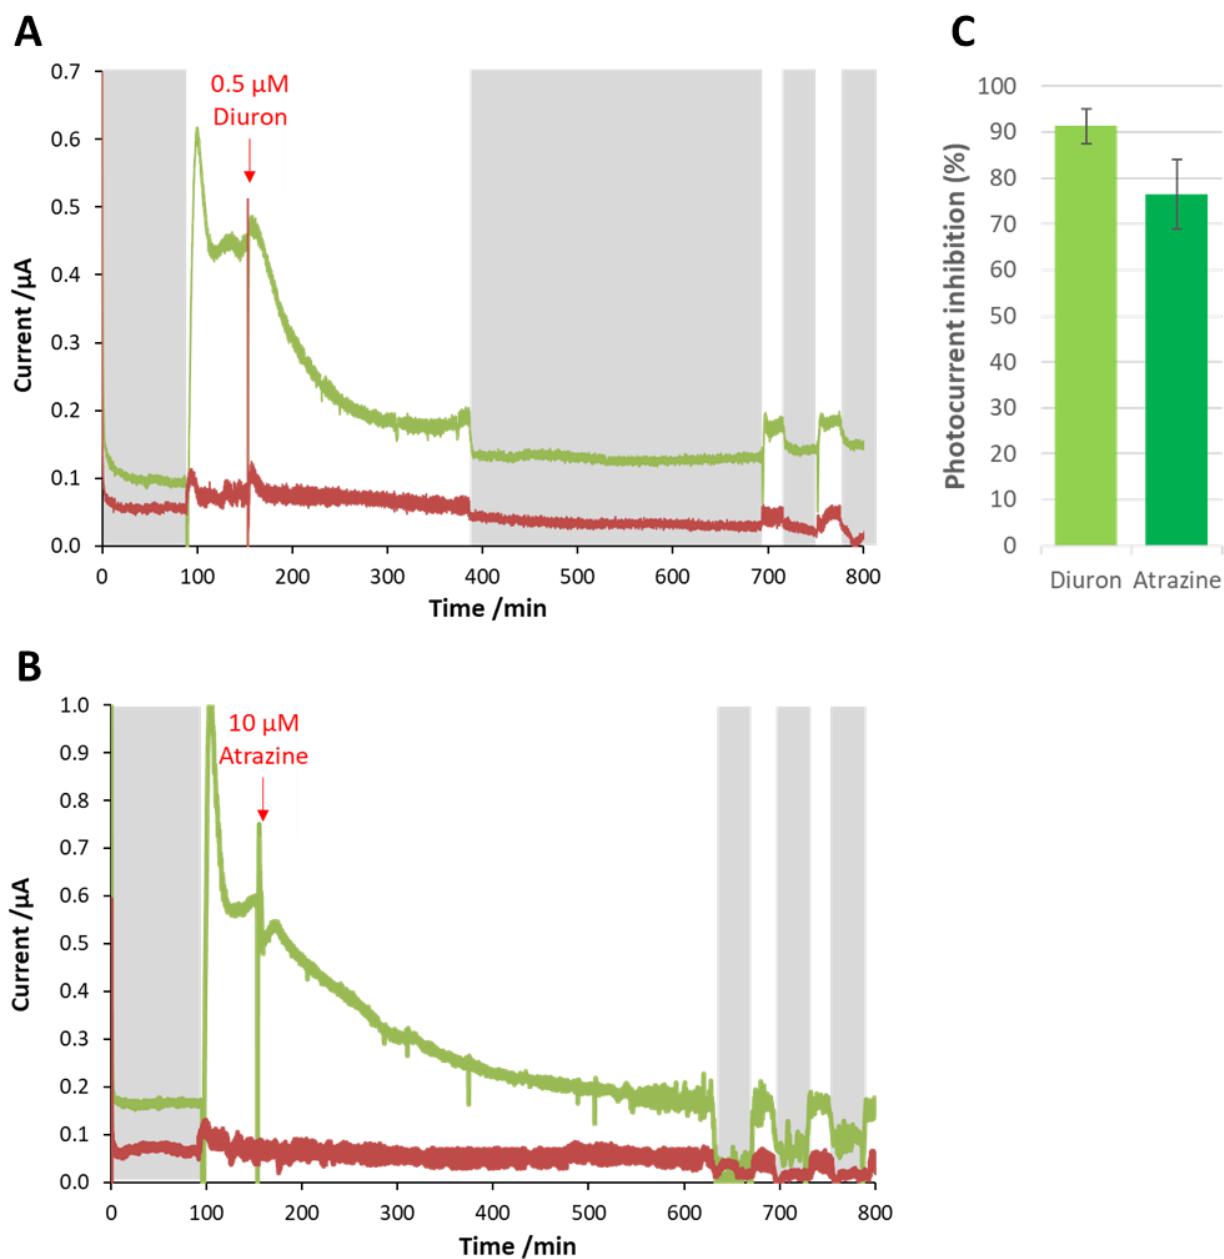 A
0.7
0.6
0.5
0.4
0.3
0.2
0.1
0.0
Current /µA
0.5 µM
Diuron
0 100 200 300 400 500 600 700 800
Time /min
C
100
90
80
70
60
50
40
30
20
10
0
Photocurrent inhibition (%)
Diuron Atrazine
B
1.0
0.9
0.8
0.7
0.6
0.5
0.4
0.3
0.2
0.1
0.0
Current /µA
10 µM
Atrazine
0 100 200 300 400 500 600 700 800
Time /min